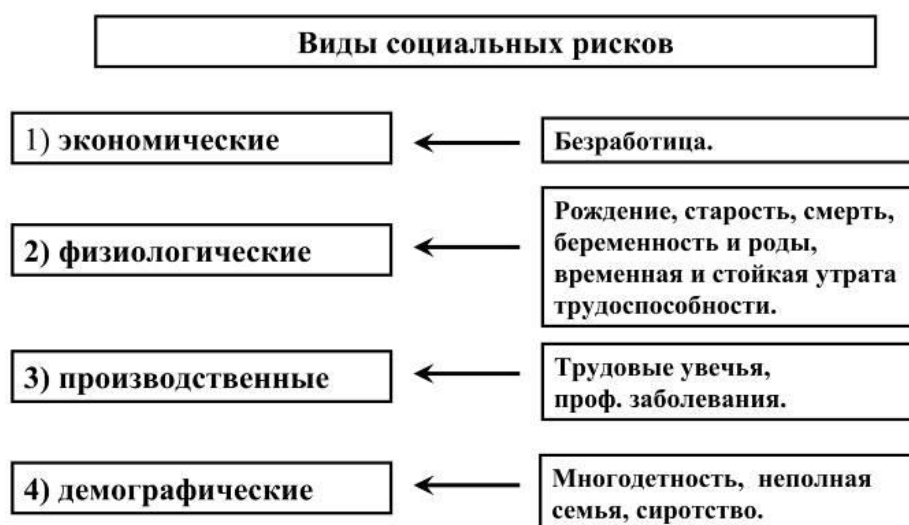 Виды социальных рисков
1) экономические
Безработица.
2) физиологические
Рождение, старость, смерть,
беременность и роды,
временная и стойкая утрата
трудоспособности.
3) производственные
Трудовые увечья,
проф. заболевания.
4) демографические
Многодетность, неполная
семья, сиротство.